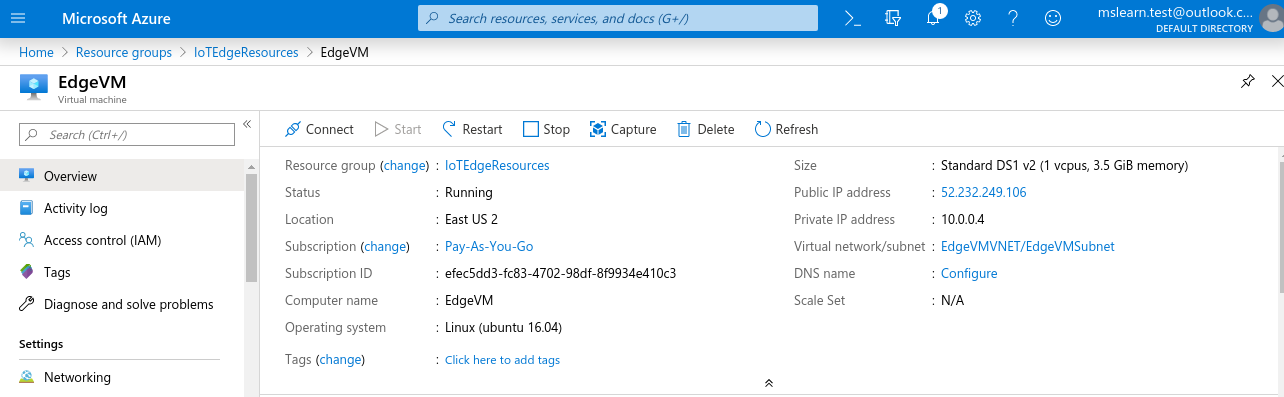 Microsoft Azure
Search resources, services, and docs (G+/)
1
mslearn.test@outlook.c...
DEFAULT DIRECTORY
Home > Resource groups > IoTEdgeResources > EdgeVM
EdgeVM
Virtual machine
Search (Ctrl+/)
Connect Start Restart Stop Capture Delete Refresh
Overview
Activity log
Access control (IAM)
Tags
Diagnose and solve problems
Settings
Networking
Resource group (change) : IoTEdgeResources
Status : Running
Location : East US 2
Subscription (change) : Pay-As-You-Go
Subscription ID : efec5dd3-fc83-4702-98df-8f9934e410c3
Computer name : EdgeVM
Operating system : Linux (ubuntu 16.04)
Tags (change) : Click here to add tags
Size : Standard DS1 v2 (1 vcpus, 3.5 GiB memory)
Public IP address : 52.232.249.106
Private IP address : 10.0.0.4
Virtual network/subnet : EdgeVMVNET/EdgeVMSubnet
DNS name : Configure
Scale Set : N/A